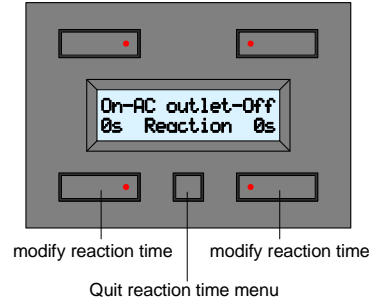 On-AC outlet-Off
0s Reaction 0s
modify reaction time modify reaction time
Quit reaction time menu